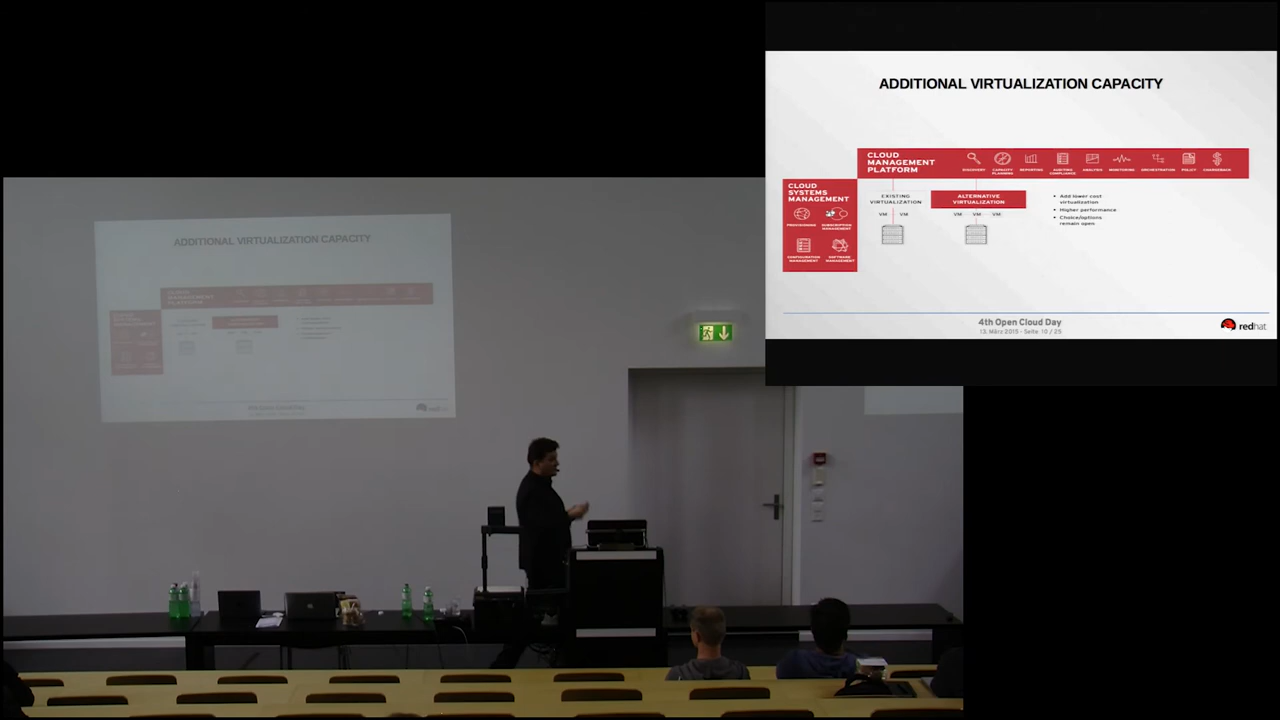 ADDITIONAL VIRTUALIZATION CAPACITY
CLOUD
MANAGEMENT
PLATFORM
DISCOVERY
CAPACITY
PLANNING
REPORTING
AUDITING
COMPLIANCE
ANALYTICS
MONITORING
ORCHESTRATION
POLICY
CHARGEBACK
CLOUD
SYSTEMS
MANAGEMENT
PROVISIONING
SUBSCRIPTION
MANAGEMENT
CONFIGURATION
MANAGEMENT
SOFTWARE
MANAGEMENT
EXISTING
VIRTUALIZATION
VM VM
ALTERNATIVE
VIRTUALIZATION
VM VM VM
Add lower cost
virtualization
Higher performance
Choice/options
remain open
4th Open Cloud Day
13. März 2015 - Seite 10 / 25
redhat
ADDITIONAL VIRTUALIZATION CAPACITY